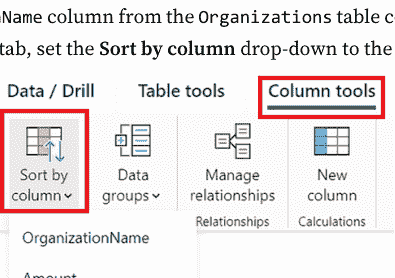 Name column from the Organizations table
tab, set the Sort by column drop-down to the
Data / Drill Table tools Column tools
Sort by column Data groups Manage relationships New column
Relationships Calculations
OrganizationName
Amount